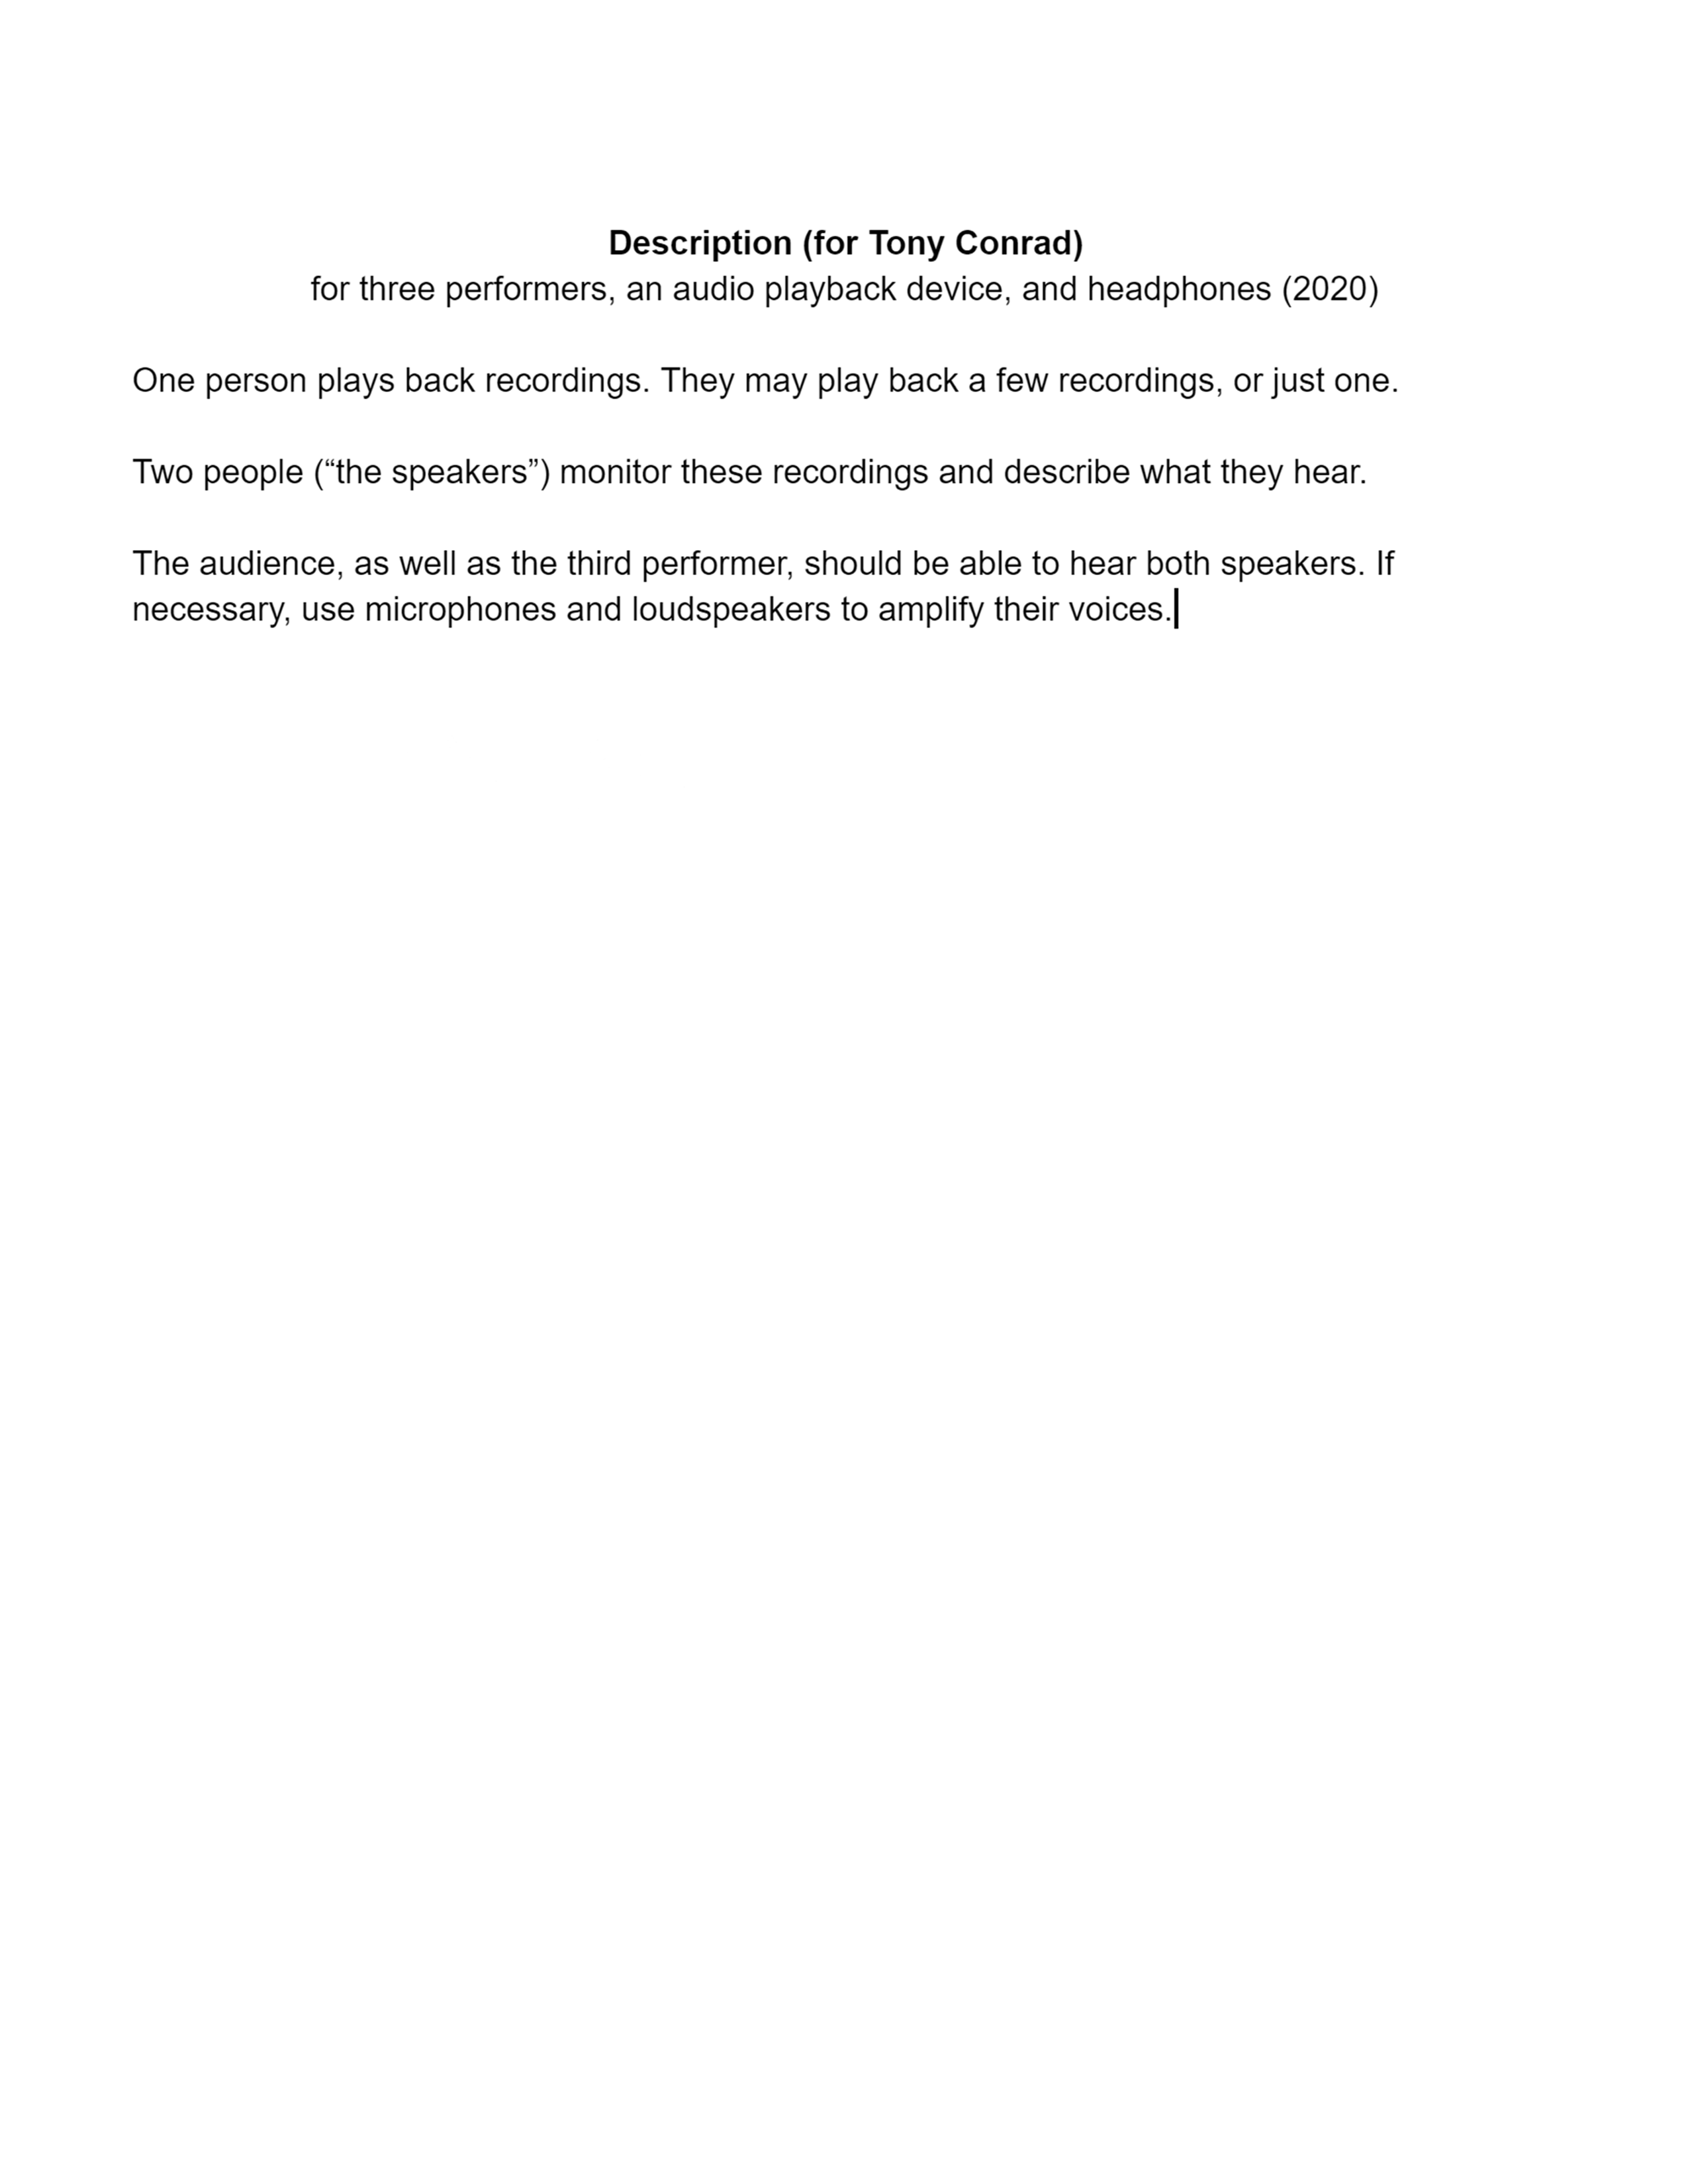 Description (for Tony Conrad)
for three performers, an audio playback device, and headphones (2020)
One person plays back recordings. They may play back a few recordings, or just one.
Two people (“the speakers”) monitor these recordings and describe what they hear.
The audience, as well as the third performer, should be able to hear both speakers. If
necessary, use microphones and loudspeakers to amplify their voices.